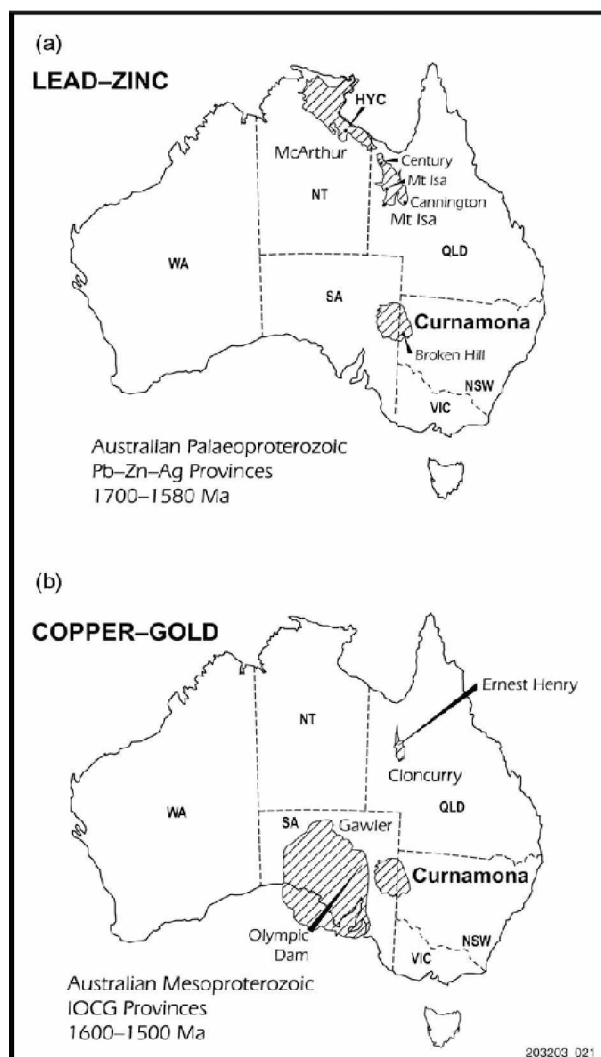 (a)
LEAD–ZINC
HYC
McArthur
Century
Mt Isa
Cannington
Mt Isa
NT
QLD
WA
SA
Curnamona
Broken Hill
NSW
VIC
Australian Palaeoproterozoic
Pb–Zn–Ag Provinces
1700–1580 Ma
(b)
COPPER–GOLD
Ernest Henry
NT
Cloncurry
QLD
WA
SA
Gawler
Curnamona
Olympic
Dam
NSW
VIC
Australian Mesoproterozoic
IOCG Provinces
1600–1500 Ma
203203_021